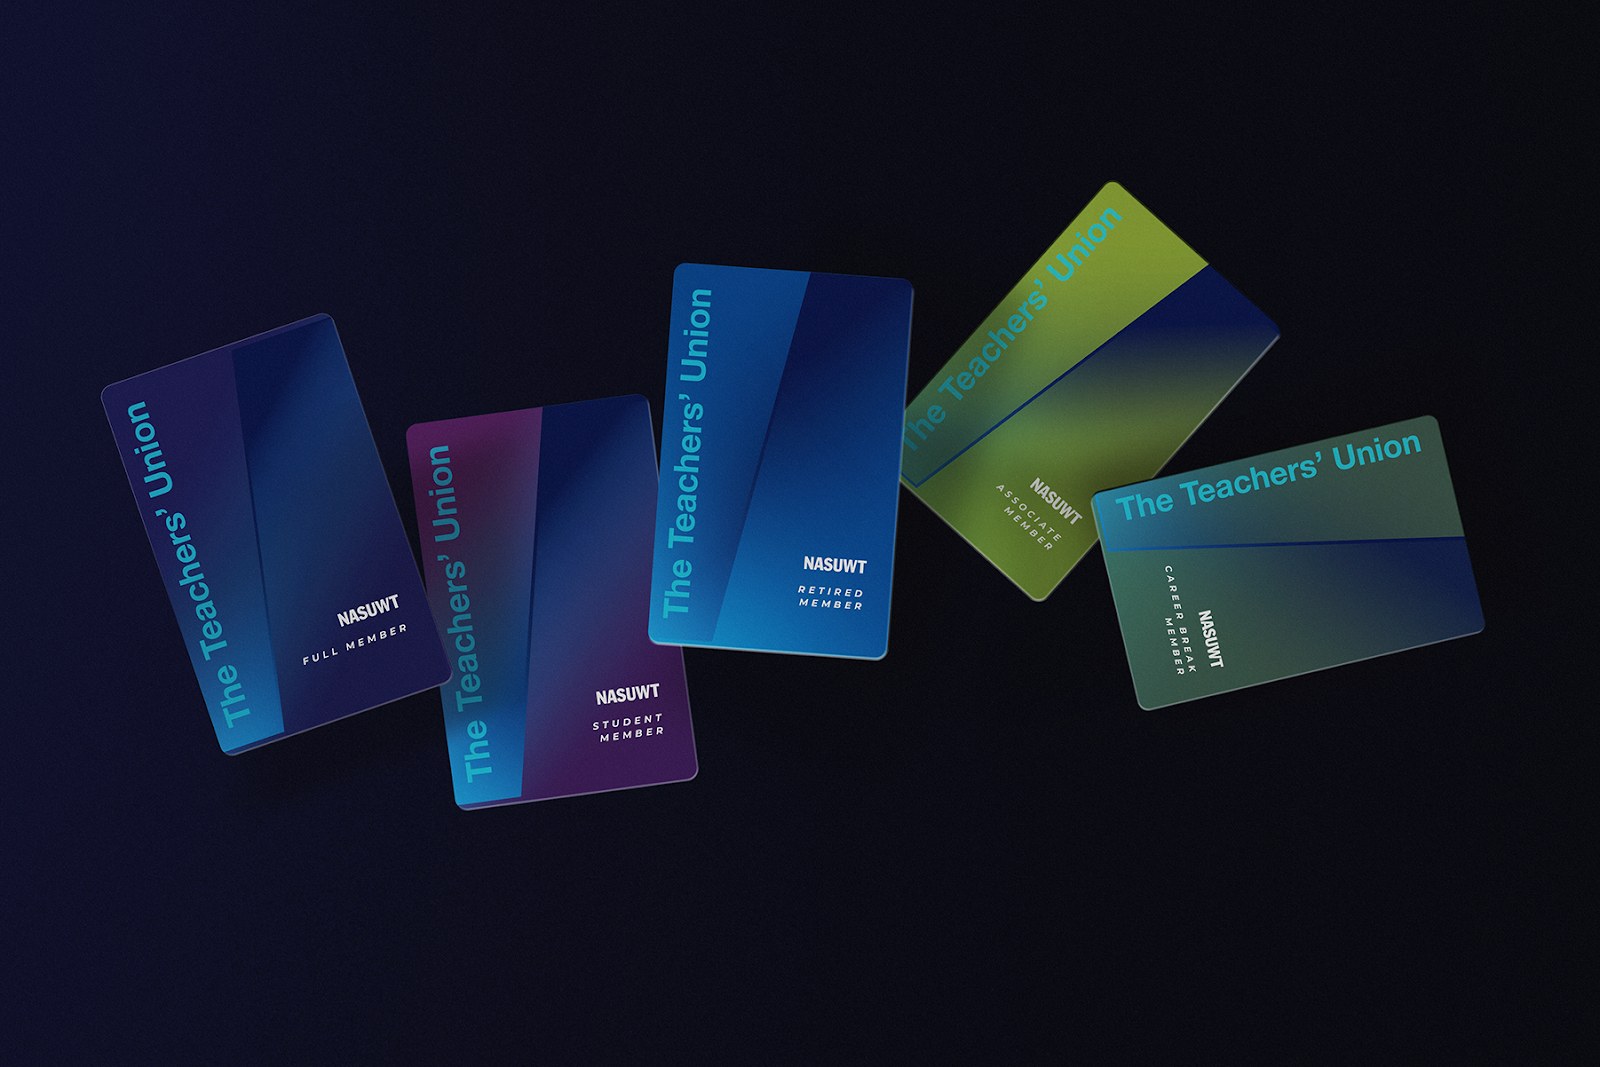 The Teachers’ Union
NASUWT
FULL MEMBER
The Teachers’ Union
NASUWT
STUDENT
MEMBER
The Teachers’ Union
NASUWT
RETIRED
MEMBER
The Teachers’ Union
NASUWT
ASSOCIATE
MEMBER
The Teachers’ Union
NASUWT
CAREER BREAK
MEMBER